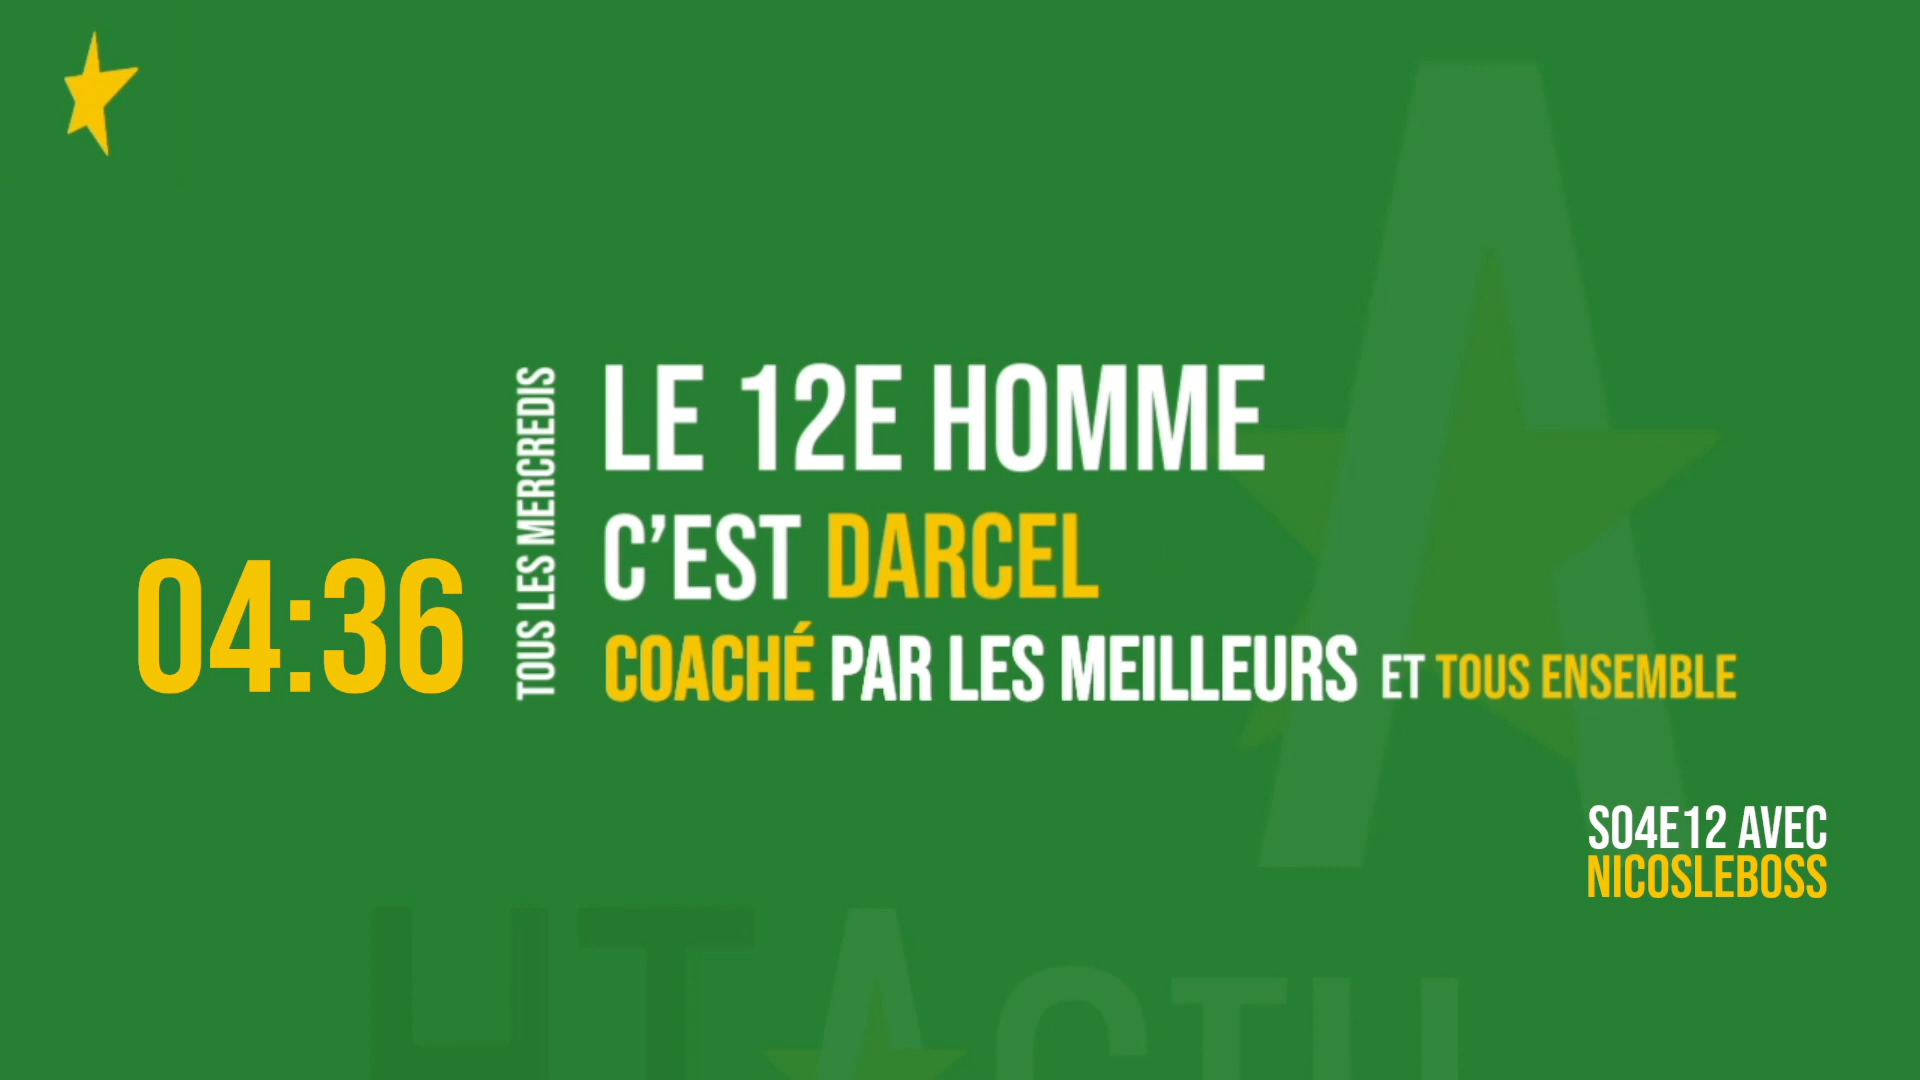 04:36
TOUS LES MERCREDIS
LE 12E HOMME
C’EST DARCEL
COACHÉ PAR LES MEILLEURS ET TOUS ENSEMBLE
S04E12 AVEC
NICOSLEBOSS
HTACTU